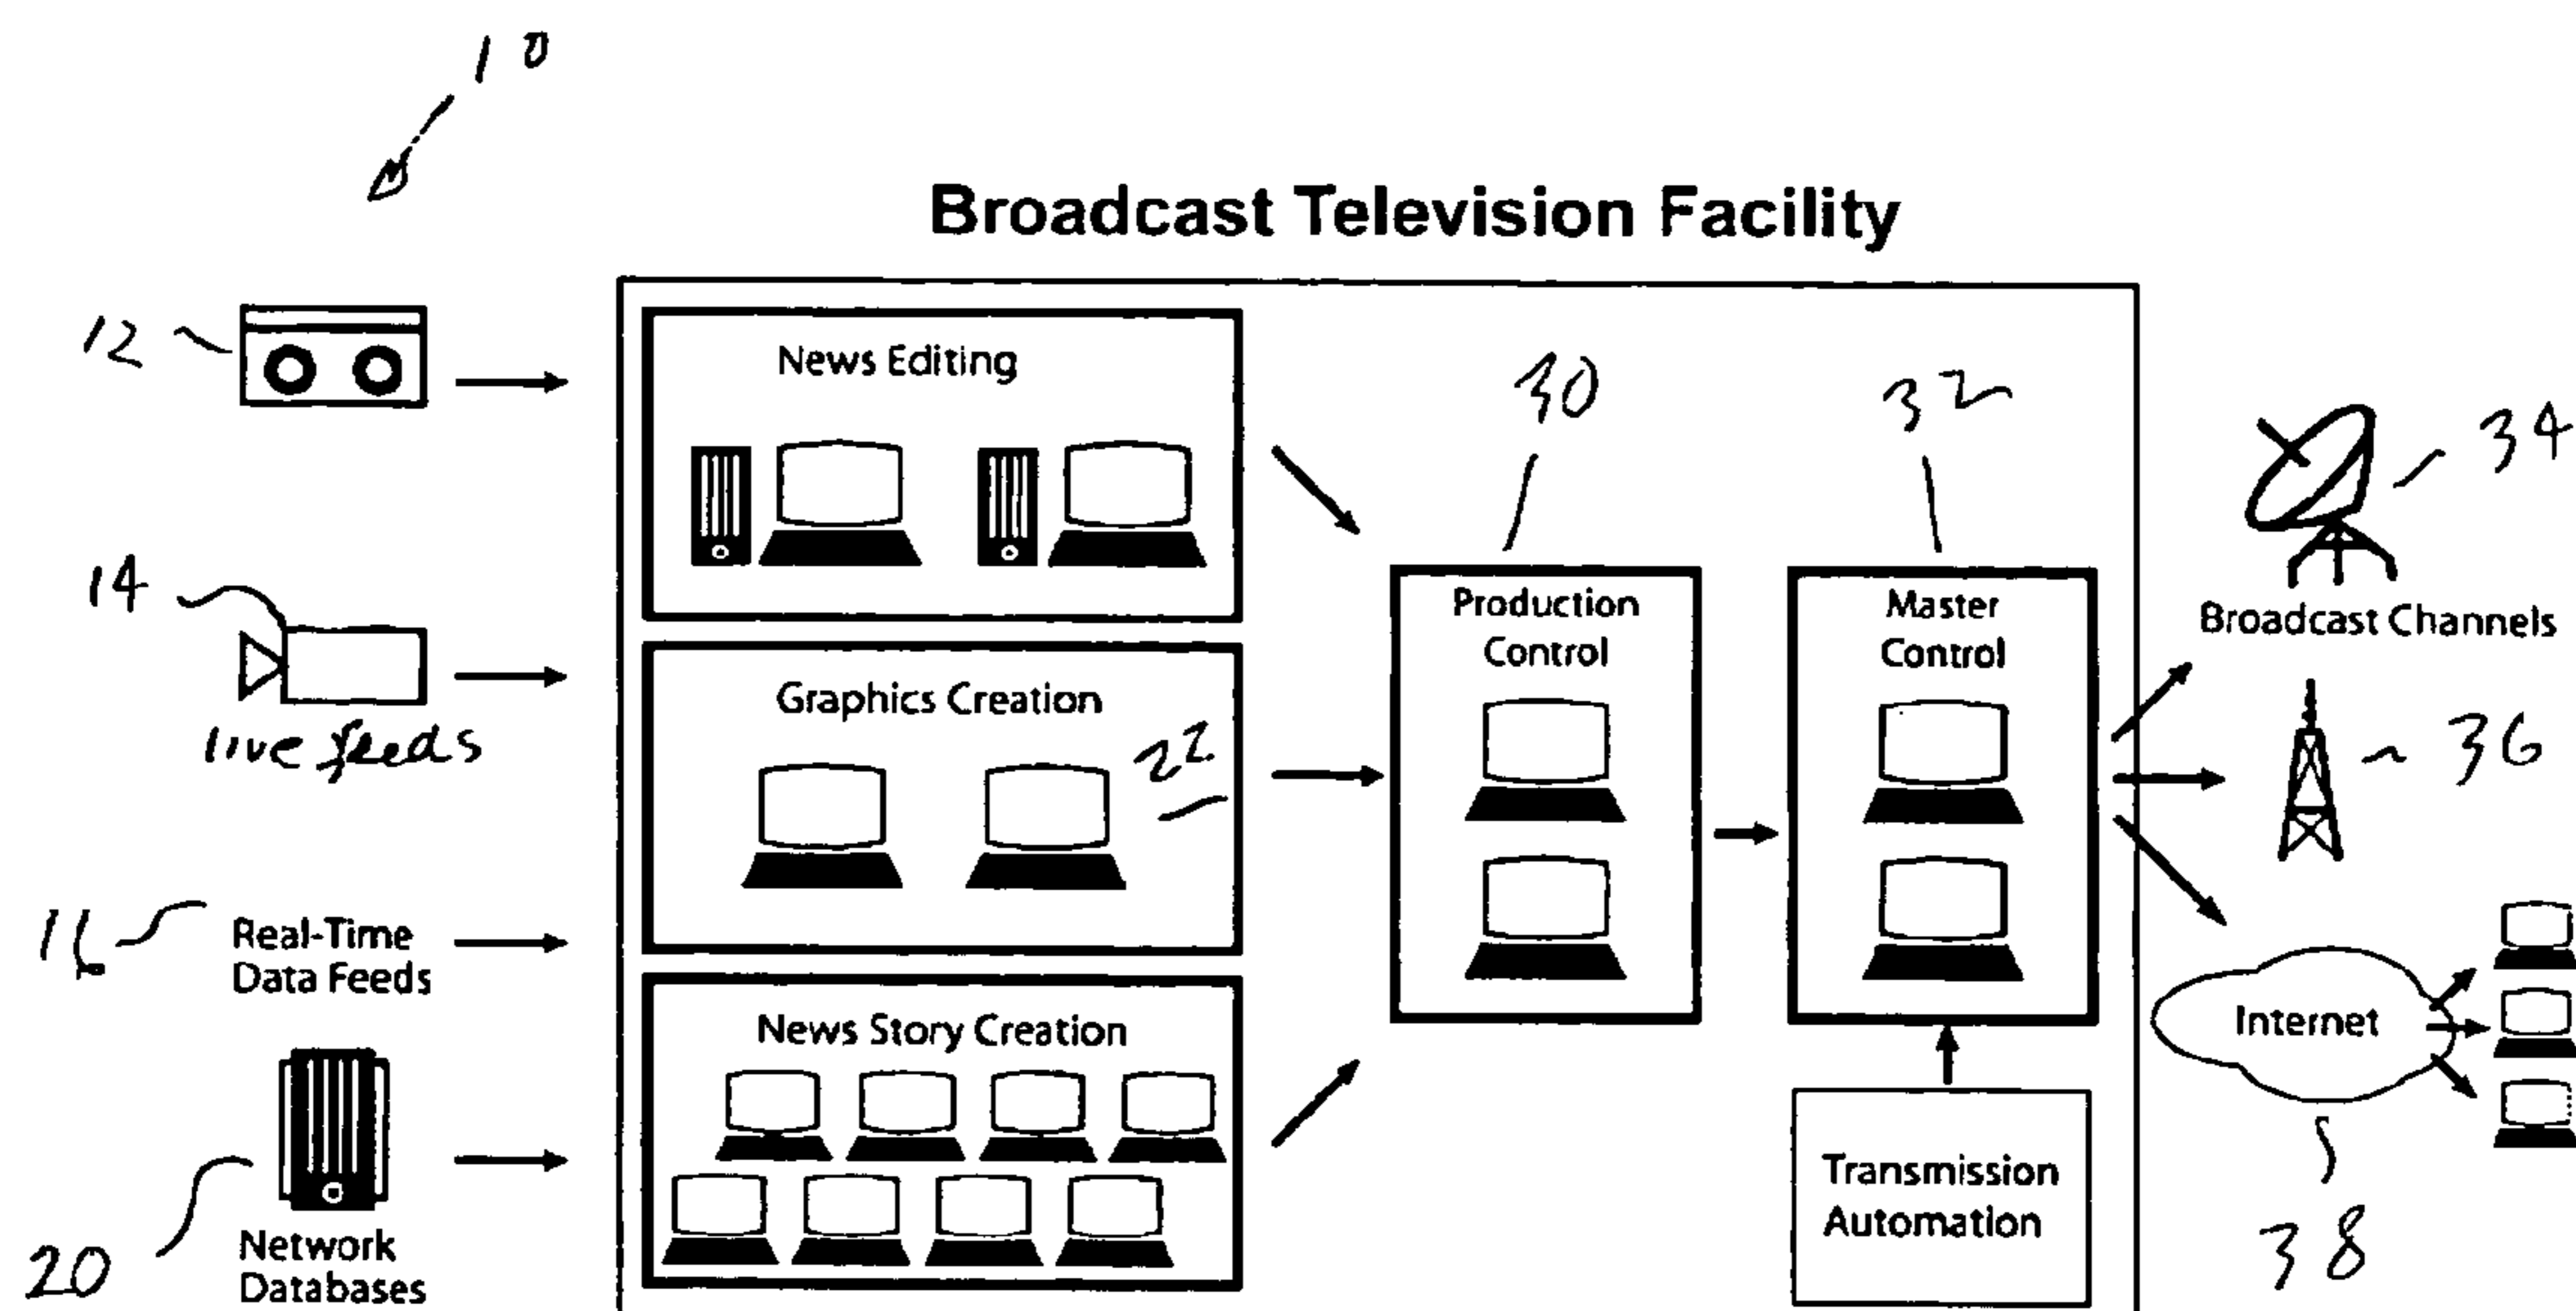 10
Broadcast Television Facility
12
News Editing
30
32
34
Broadcast Channels
14
live feeds
Graphics Creation
22
Production
Control
Master
Control
36
16
Real-Time
Data Feeds
News Story Creation
Internet
20
Network
Databases
Transmission
Automation
38